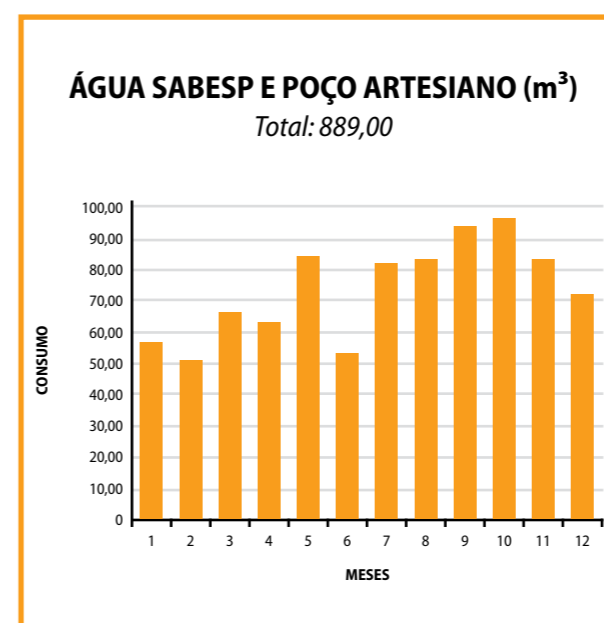 ÁGUA SABESP E POÇO ARTESIANO (m³)
Total: 889,00
100,00
90,00
80,00
70,00
60,00
50,00
40,00
30,00
20,00
10,00
0
CONSUMO
1 2 3 4 5 6 7 8 9 10 11 12
MESES